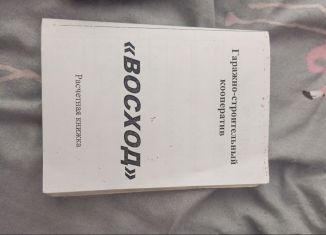 Гаражно-строительный
кооператив
«ВОСХОД»
Расчетная книжка